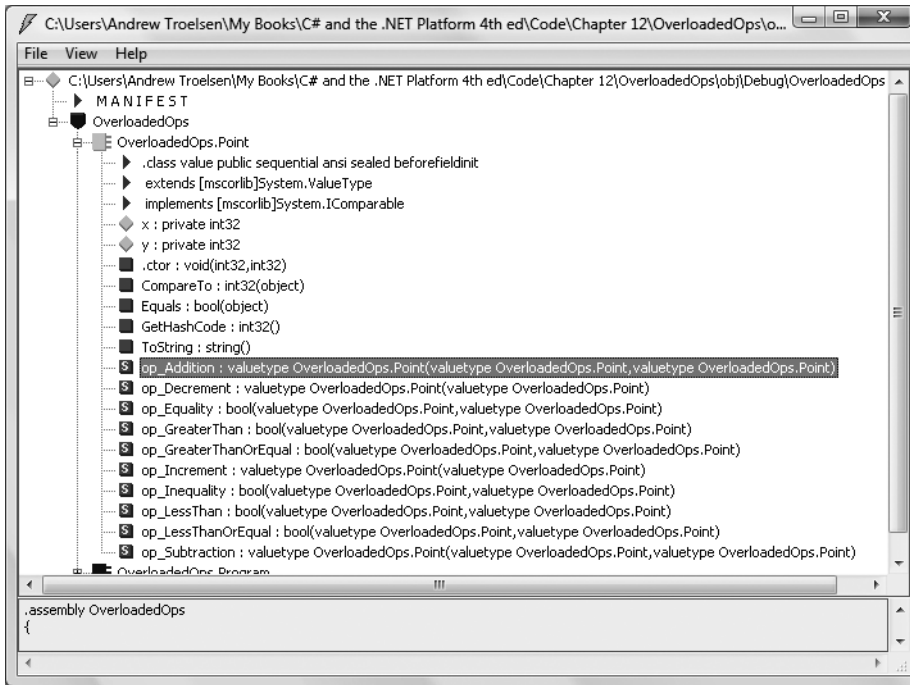 C:\Users\Andrew Troelsen\My Books\C# and the .NET Platform 4th ed\Code\Chapter 12\OverloadedOps\o...
File View Help
C:\Users\Andrew Troelsen\My Books\C# and the .NET Platform 4th ed\Code\Chapter 12\OverloadedOps\obj\Debug\OverloadedOps
MANIFEST
OverloadedOps
OverloadedOps.Point
.class value public sequential ansi sealed beforefieldinit
extends [mscorlib]System.ValueType
implements [mscorlib]System.IComparable
x : private int32
y : private int32
.ctor : void(int32,int32)
CompareTo : int32(object)
Equals : bool(object)
GetHashCode : int32()
ToString : string()
S op_Addition : valuetype OverloadedOps.Point(valuetype OverloadedOps.Point,valuetype OverloadedOps.Point)
S op_Decrement : valuetype OverloadedOps.Point(valuetype OverloadedOps.Point)
S op_Equality : bool(valuetype OverloadedOps.Point,valuetype OverloadedOps.Point)
S op_GreaterThan : bool(valuetype OverloadedOps.Point,valuetype OverloadedOps.Point)
S op_GreaterThanOrEqual : bool(valuetype OverloadedOps.Point,valuetype OverloadedOps.Point)
S op_Increment : valuetype OverloadedOps.Point(valuetype OverloadedOps.Point)
S op_Inequality : bool(valuetype OverloadedOps.Point,valuetype OverloadedOps.Point)
S op_LessThan : bool(valuetype OverloadedOps.Point,valuetype OverloadedOps.Point)
S op_LessThanOrEqual : bool(valuetype OverloadedOps.Point,valuetype OverloadedOps.Point)
S op_Subtraction : valuetype OverloadedOps.Point(valuetype OverloadedOps.Point,valuetype OverloadedOps.Point)
OverloadedOps.Program
.assembly OverloadedOps
{